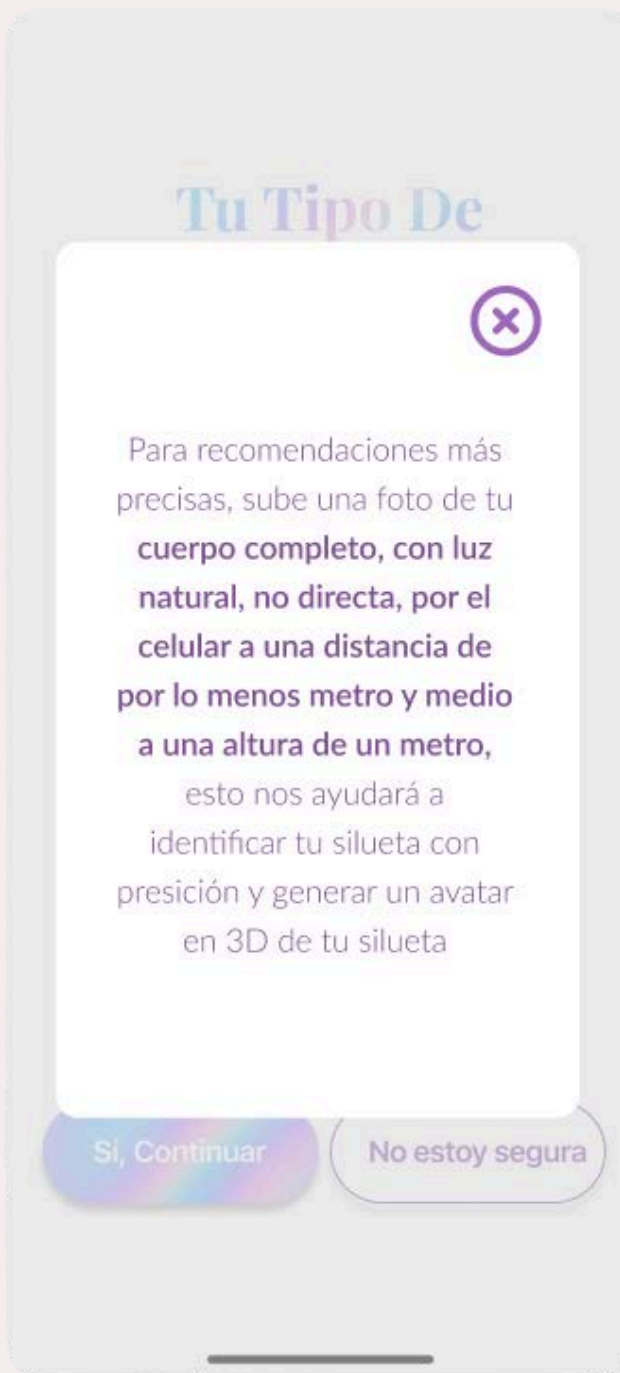 Tu Tipo De
Para recomendaciones más
precisas, sube una foto de tu
cuerpo completo, con luz
natural, no directa, por el
celular a una distancia de
por lo menos metro y medio
a una altura de un metro,
esto nos ayudará a
identificar tu silueta con
presición y generar un avatar
en 3D de tu silueta
Sí, Continuar
No estoy segura